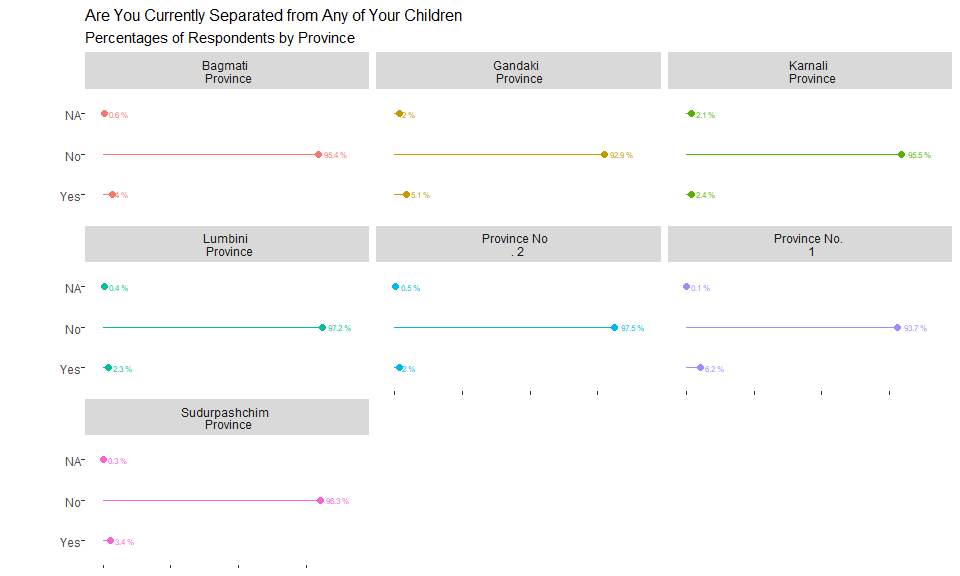 Are You Currently Separated from Any of Your Children
Percentages of Respondents by Province
Bagmati
Province
Gandaki
Province
Karnali
Province
NA
0.6 %
2 %
2.1 %
No
95.4 %
92.9 %
95.5 %
Yes
4 %
5.1 %
2.4 %
Lumbini
Province
Province No
. 2
Province No.
1
NA
0.4 %
0.5 %
0.1 %
No
97.2 %
97.5 %
93.7 %
Yes
2.3 %
2 %
6.2 %
Sudurpashchim
Province
NA
0.3 %
No
96.3 %
Yes
3.4 %